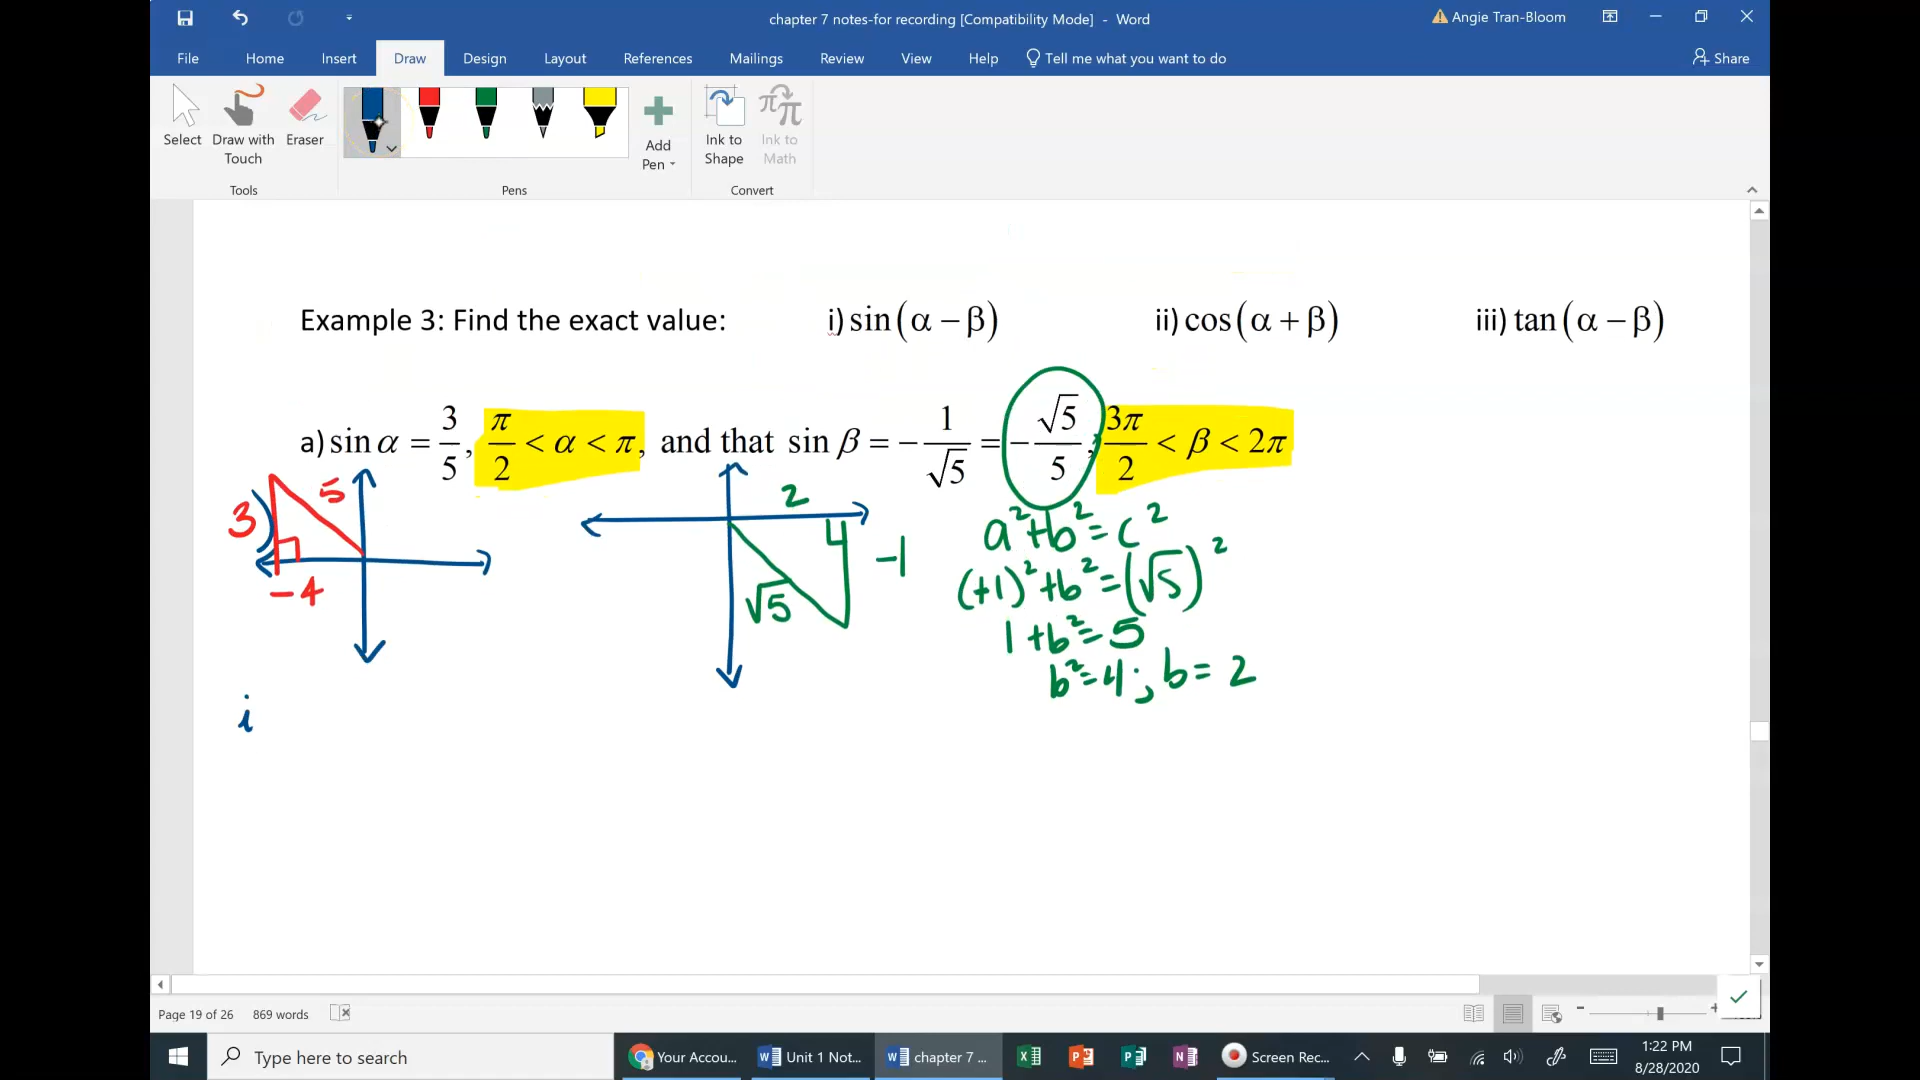 chapter 7 notes-for recording [Compatibility Mode] - Word
Angie Tran-Bloom
File Home Insert Draw Design Layout References Mailings Review View Help Tell me what you want to do Share
Select Draw with Touch Eraser Add Pen Ink to Shape Ink to Math
Tools Pens Convert
Example 3: Find the exact value: i) sin(α − β) ii) cos(α + β) iii) tan(α − β)
a) sin α = 3/5, π/2 < α < π, and that sin β = −1/√5 = −√5/5, 3π/2 < β < 2π
3 5 -4
2 -1 √5
a² + b² = c²
(+1)² + b² = (√5)²
1 + b² = 5
b² = 4; b = 2
i
Page 19 of 26 869 words
Type here to search
Your Accou...
Unit 1 Not...
chapter 7 ...
Screen Rec...
1:22 PM
8/28/2020